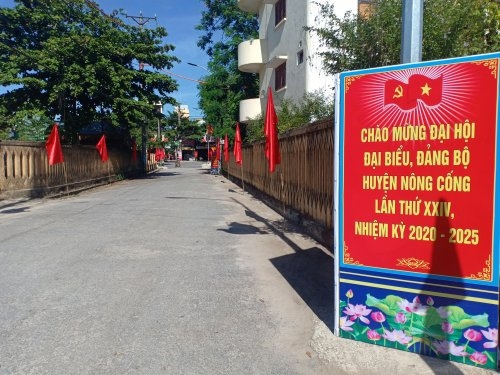 CHÀO MỪNG ĐẠI HỘI
ĐẠI BIỂU, ĐẢNG BỘ
HUYỆN NÔNG CỐNG
LẦN THỨ XXIV,
NHIỆM KỲ 2020 - 2025